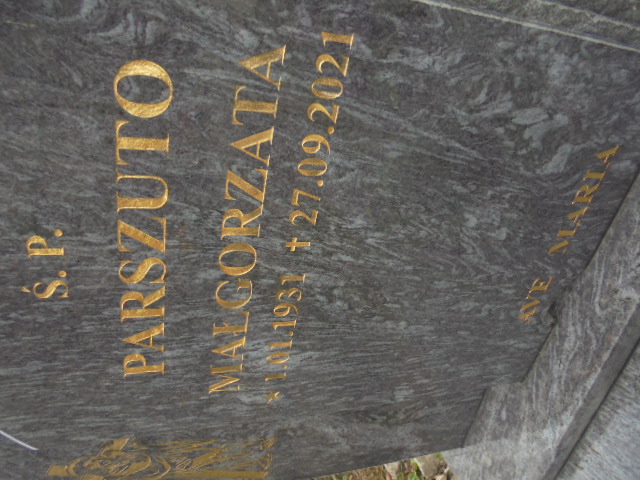 Ś. P.
PARSZUTO
MAŁGORZATA
* 1.01.1931 † 27.09.2021
AVE MARIA